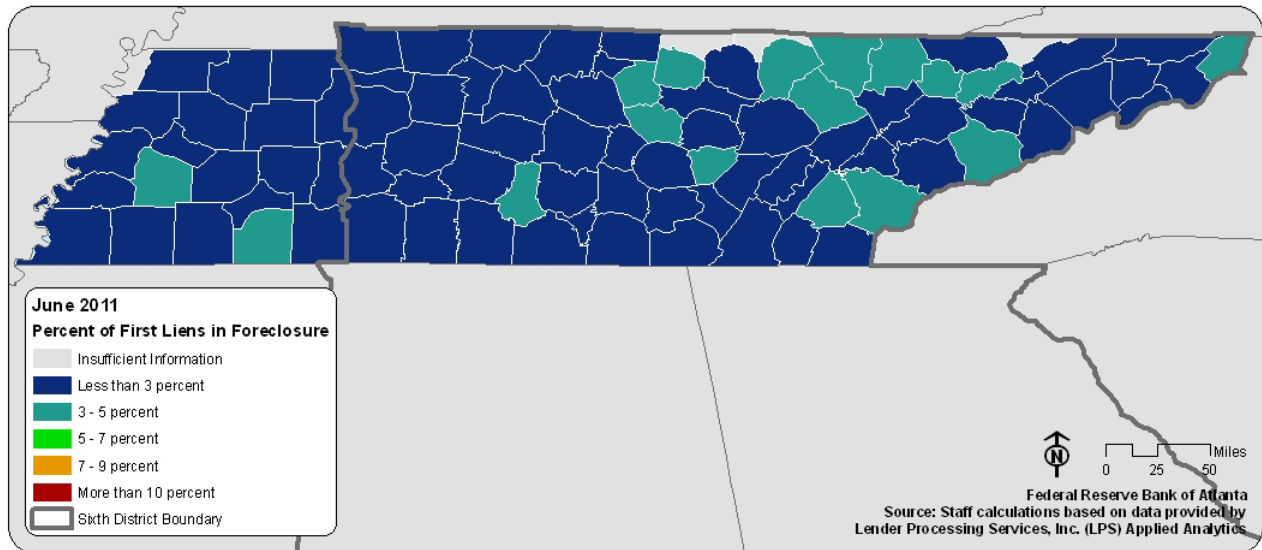 June 2011
Percent of First Liens in Foreclosure
Insufficient Information
Less than 3 percent
3 - 5 percent
5 - 7 percent
7 - 9 percent
More than 10 percent
Sixth District Boundary
N
Miles
0 25 50
Federal Reserve Bank of Atlanta
Source: Staff calculations based on data provided by
Lender Processing Services, Inc. (LPS) Applied Analytics